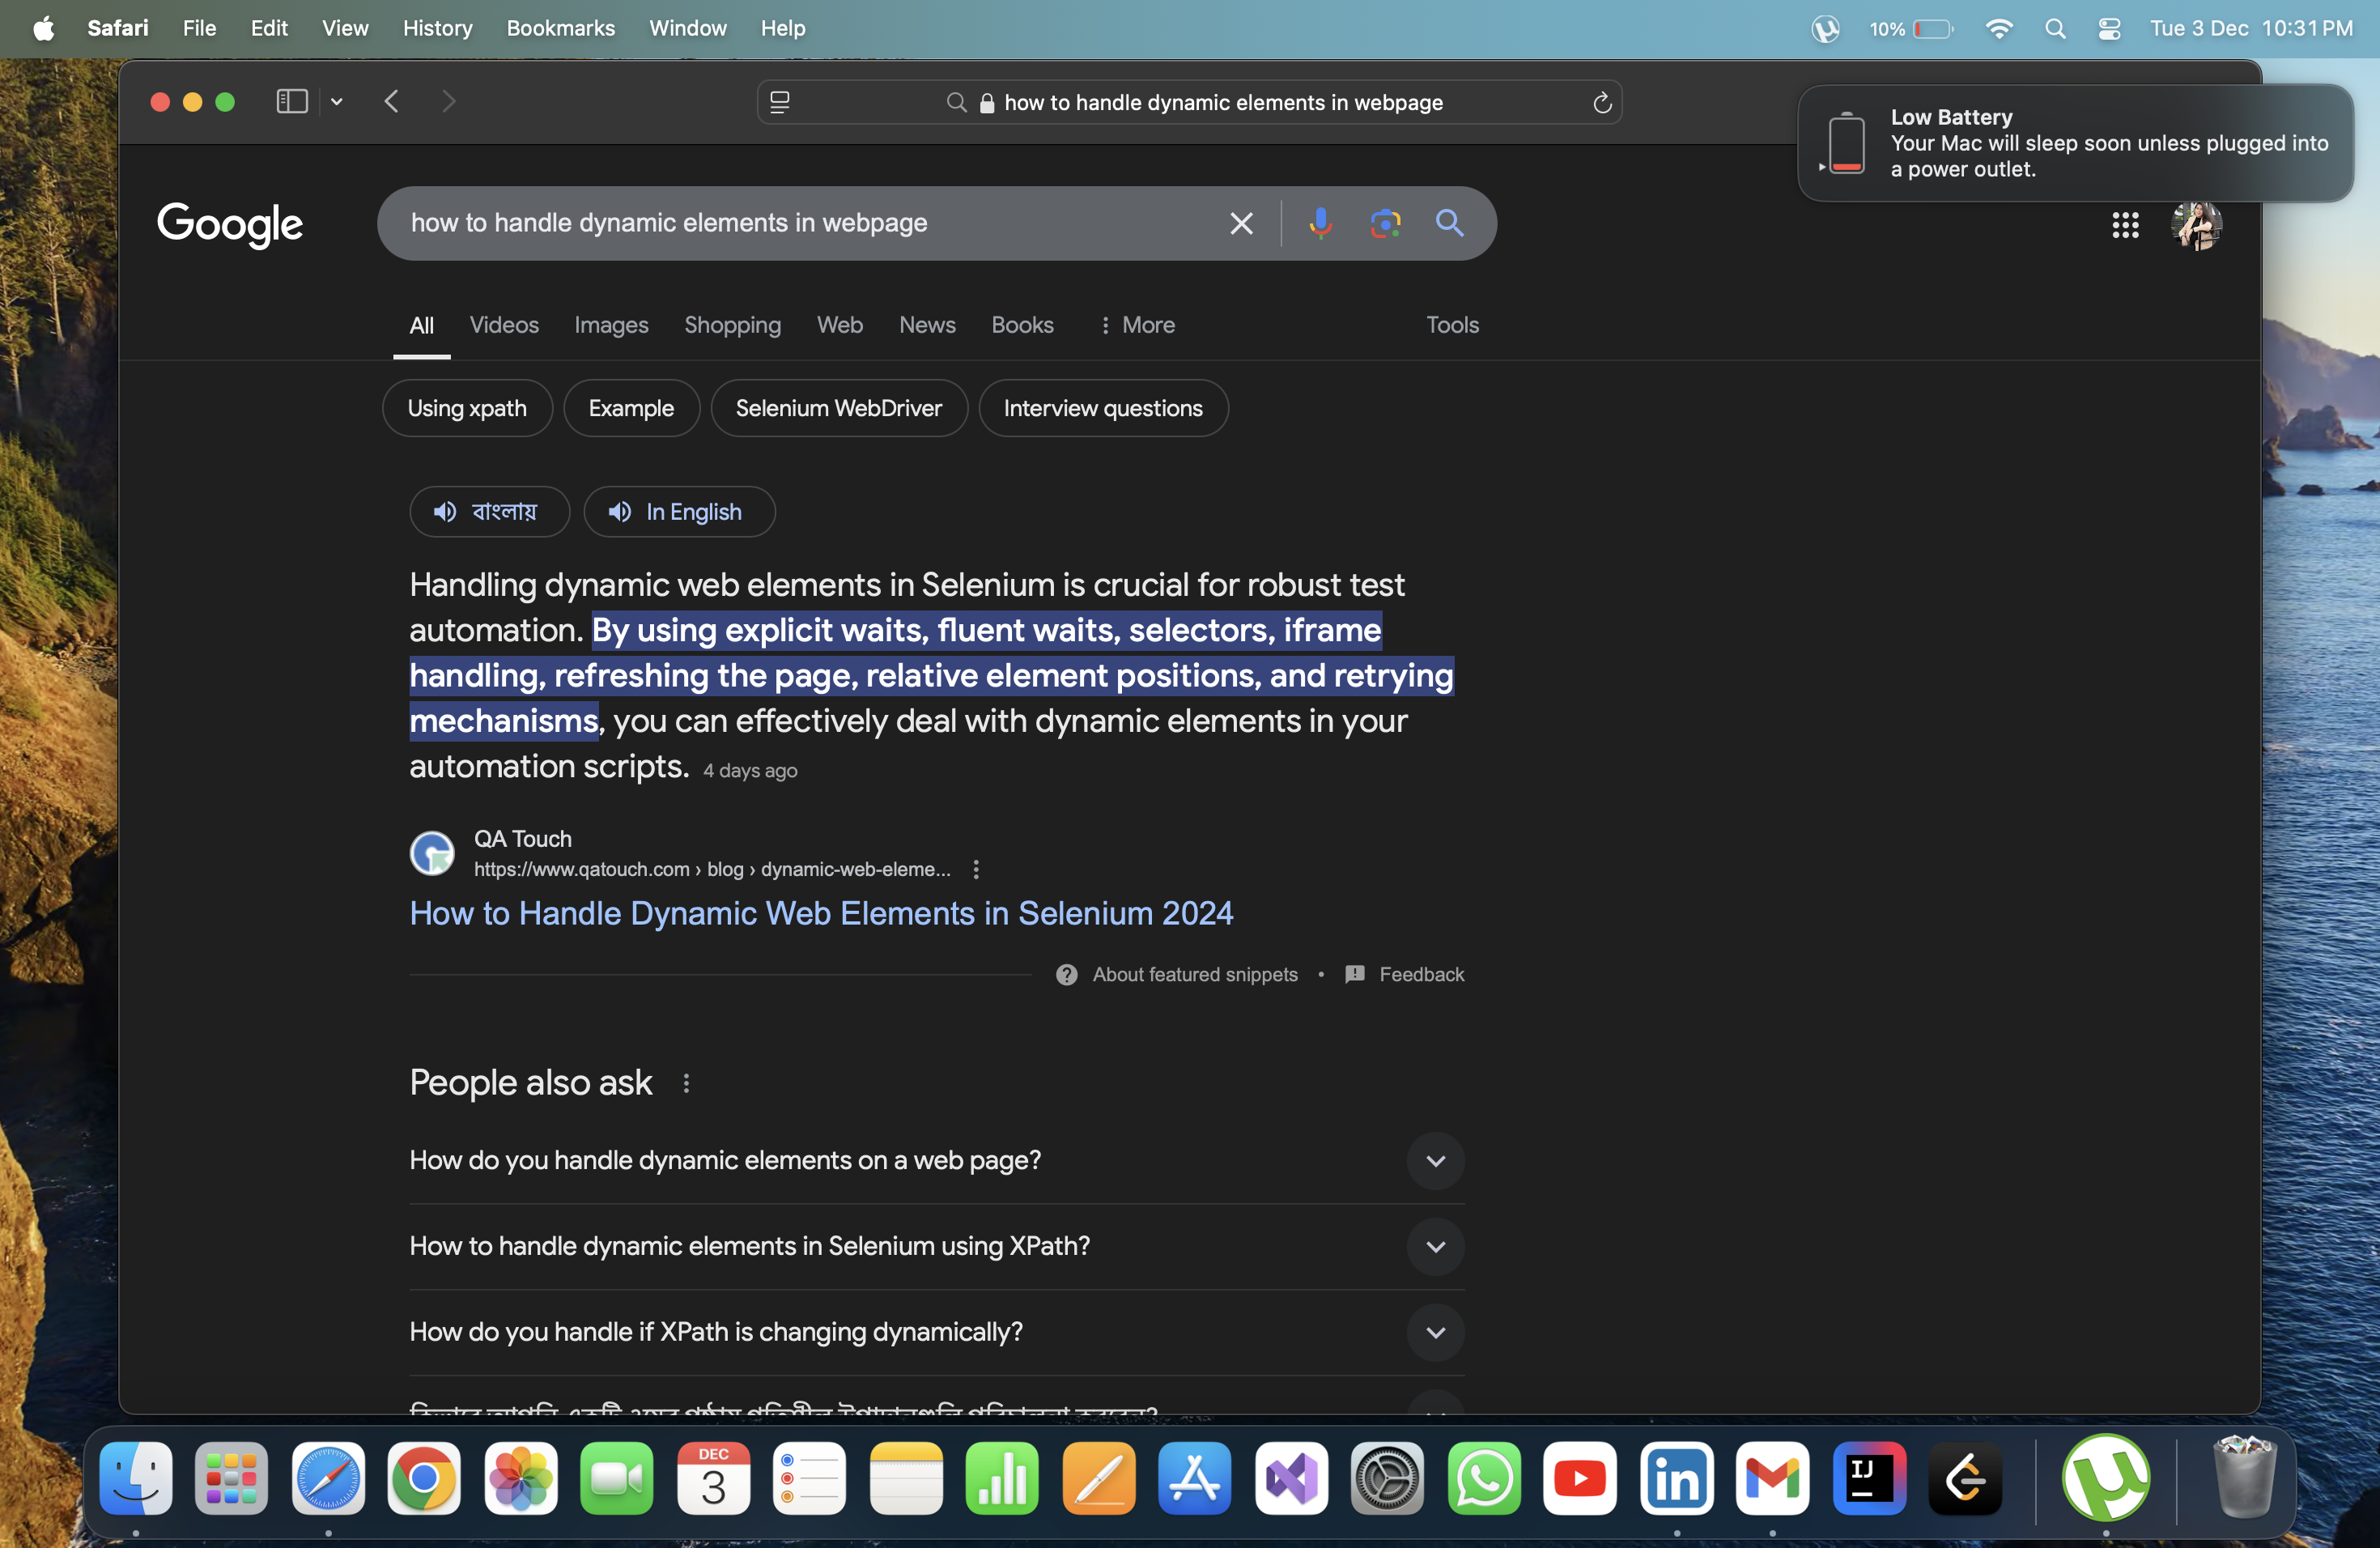 Safari File Edit View History Bookmarks Window Help
10% Tue 3 Dec 10:31 PM
how to handle dynamic elements in webpage
Low Battery
Your Mac will sleep soon unless plugged into
a power outlet.
Google
how to handle dynamic elements in webpage
All Videos Images Shopping Web News Books More Tools
Using xpath Example Selenium WebDriver Interview questions
বাংলায় In English
Handling dynamic web elements in Selenium is crucial for robust test
automation. By using explicit waits, fluent waits, selectors, iframe
handling, refreshing the page, relative element positions, and retrying
mechanisms, you can effectively deal with dynamic elements in your
automation scripts. 4 days ago
QA Touch
https://www.qatouch.com › blog › dynamic-web-eleme...
How to Handle Dynamic Web Elements in Selenium 2024
About featured snippets • Feedback
People also ask
How do you handle dynamic elements on a web page?
How to handle dynamic elements in Selenium using XPath?
How do you handle if XPath is changing dynamically?
DEC
3
in
IJ